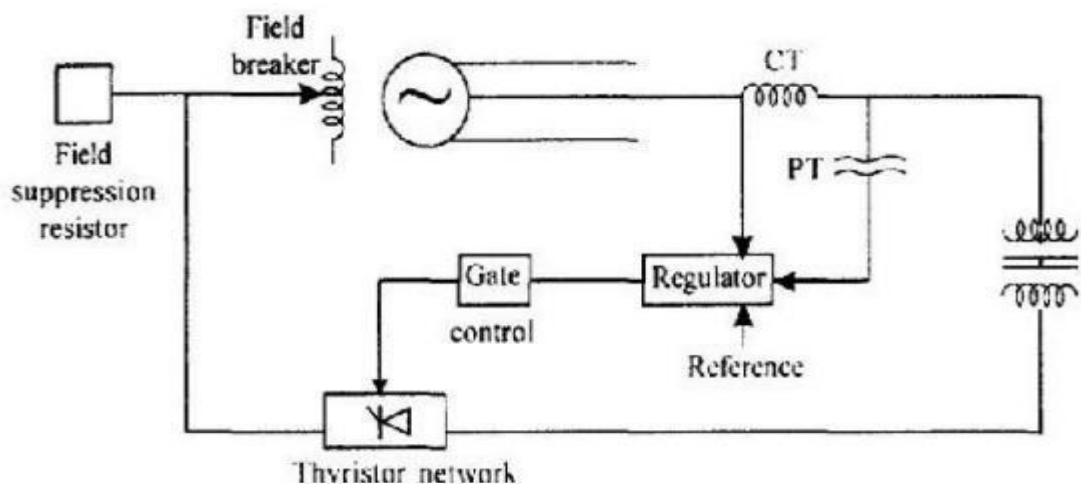 Field
breaker
CT
Field
suppression
resistor
PT
Gate
control
Regulator
Reference
Thyristor network